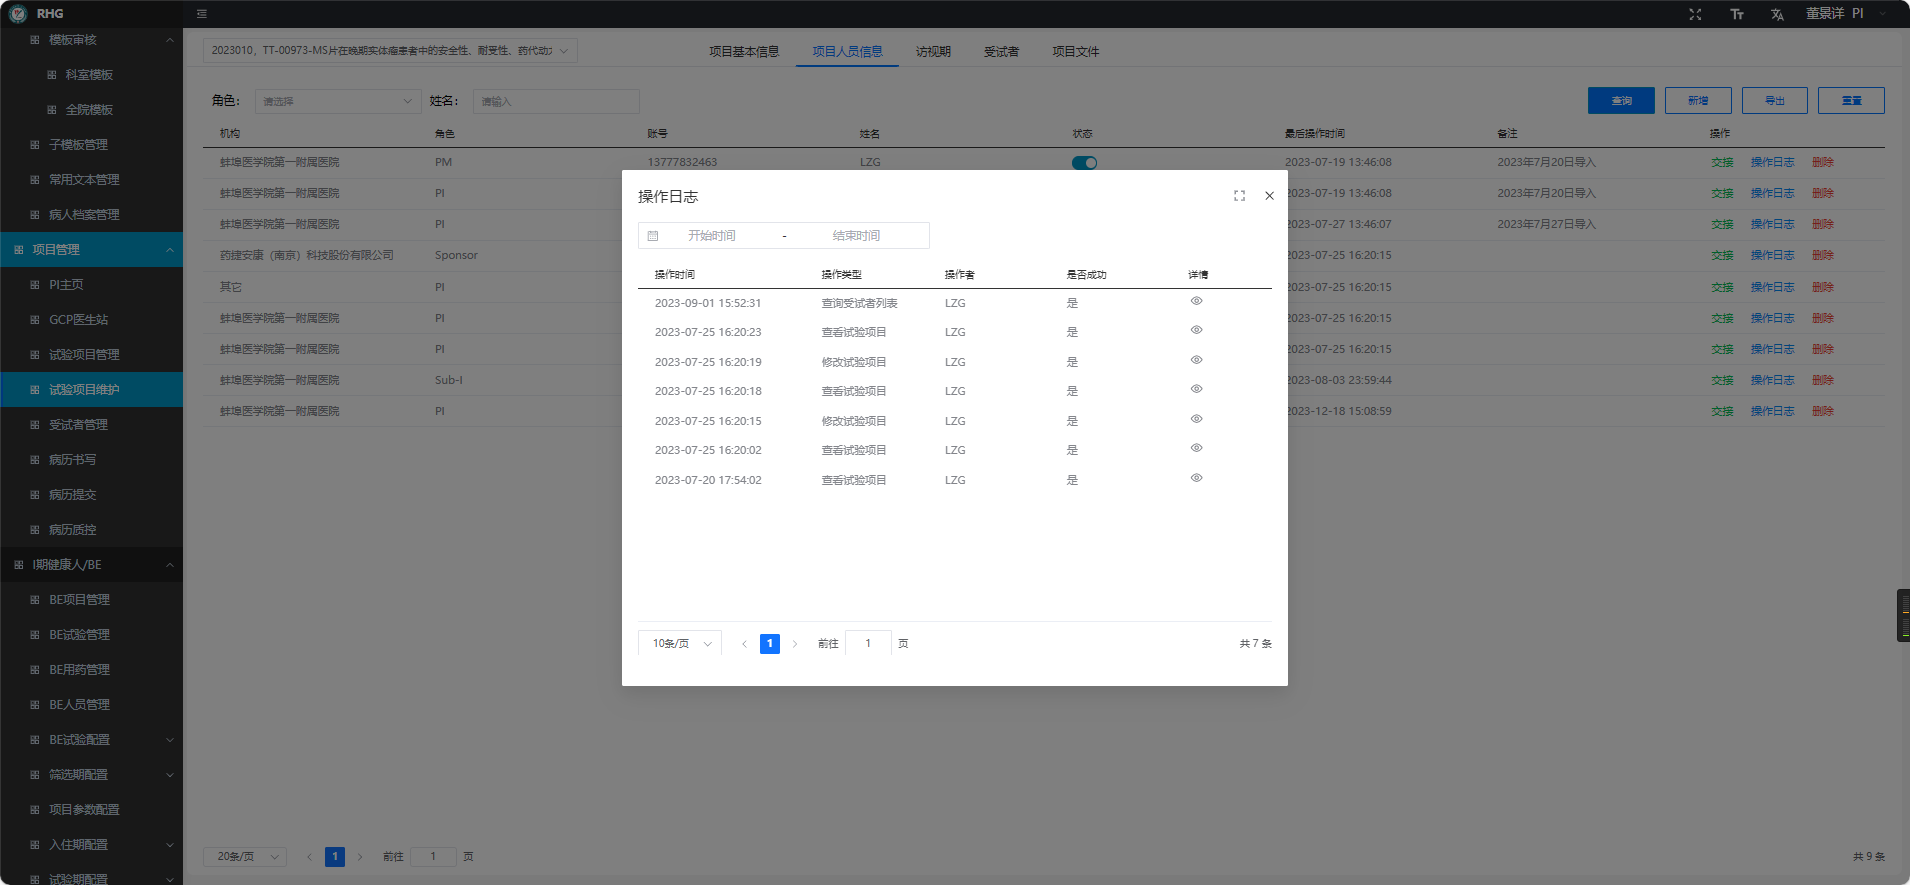 RHG
董景详 PI
模板审核
科室模板
全院模板
子模板管理
常用文本管理
病人档案管理
项目管理
PI主页
GCP医生站
试验项目管理
试验项目维护
受试者管理
病历书写
病历提交
病历质控
I期健康人/BE
BE项目管理
BE试验管理
BE用药管理
BE人员管理
BE试验配置
筛选期配置
项目参数配置
入住期配置
试验期配置
2023010，TT-00973-MS片在晚期实体瘤患者中的安全性、耐受性、药代动力
项目基本信息 项目人员信息 访视期 受试者 项目文件
角色： 请选择 姓名： 请输入 查询 新增 导出 重置
机构 角色 账号 姓名 状态 最后操作时间 备注 操作
蚌埠医学院第一附属医院 PM 13777832463 LZG 2023-07-19 13:46:08 2023年7月20日导入 交接 操作日志 删除
蚌埠医学院第一附属医院 PI 2023-07-19 13:46:08 2023年7月20日导入 交接 操作日志 删除
蚌埠医学院第一附属医院 PI 2023-07-27 13:46:07 2023年7月27日导入 交接 操作日志 删除
药捷安康（南京）科技股份有限公司 Sponsor 2023-07-25 16:20:15 交接 操作日志 删除
其它 PI 2023-07-25 16:20:15 交接 操作日志 删除
蚌埠医学院第一附属医院 PI 2023-07-25 16:20:15 交接 操作日志 删除
蚌埠医学院第一附属医院 PI 2023-07-25 16:20:15 交接 操作日志 删除
蚌埠医学院第一附属医院 Sub-I 2023-08-03 23:59:44 交接 操作日志 删除
蚌埠医学院第一附属医院 PI 2023-12-18 15:08:59 交接 操作日志 删除
20条/页 1 前往 1 页 共 9 条
操作日志
开始时间 - 结束时间
操作时间 操作类型 操作者 是否成功 详情
2023-09-01 15:52:31 查询受试者列表 LZG 是
2023-07-25 16:20:23 查看试验项目 LZG 是
2023-07-25 16:20:19 修改试验项目 LZG 是
2023-07-25 16:20:18 查看试验项目 LZG 是
2023-07-25 16:20:15 修改试验项目 LZG 是
2023-07-25 16:20:02 查看试验项目 LZG 是
2023-07-20 17:54:02 查看试验项目 LZG 是
10条/页 1 前往 1 页 共 7 条